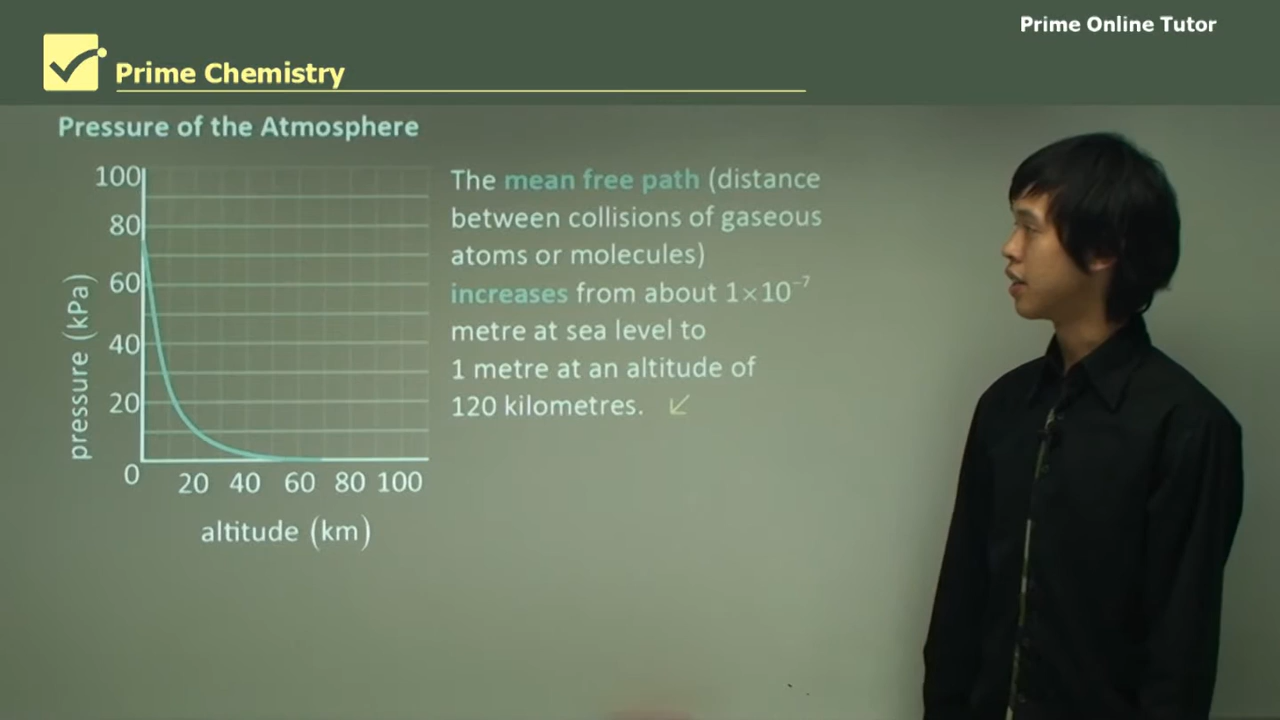 Prime Online Tutor
Prime Chemistry
Pressure of the Atmosphere
100
80
60
40
20
0
pressure (kPa)
20 40 60 80 100
altitude (km)
The mean free path (distance
between collisions of gaseous
atoms or molecules)
increases from about 1×10⁻⁷
metre at sea level to
1 metre at an altitude of
120 kilometres.